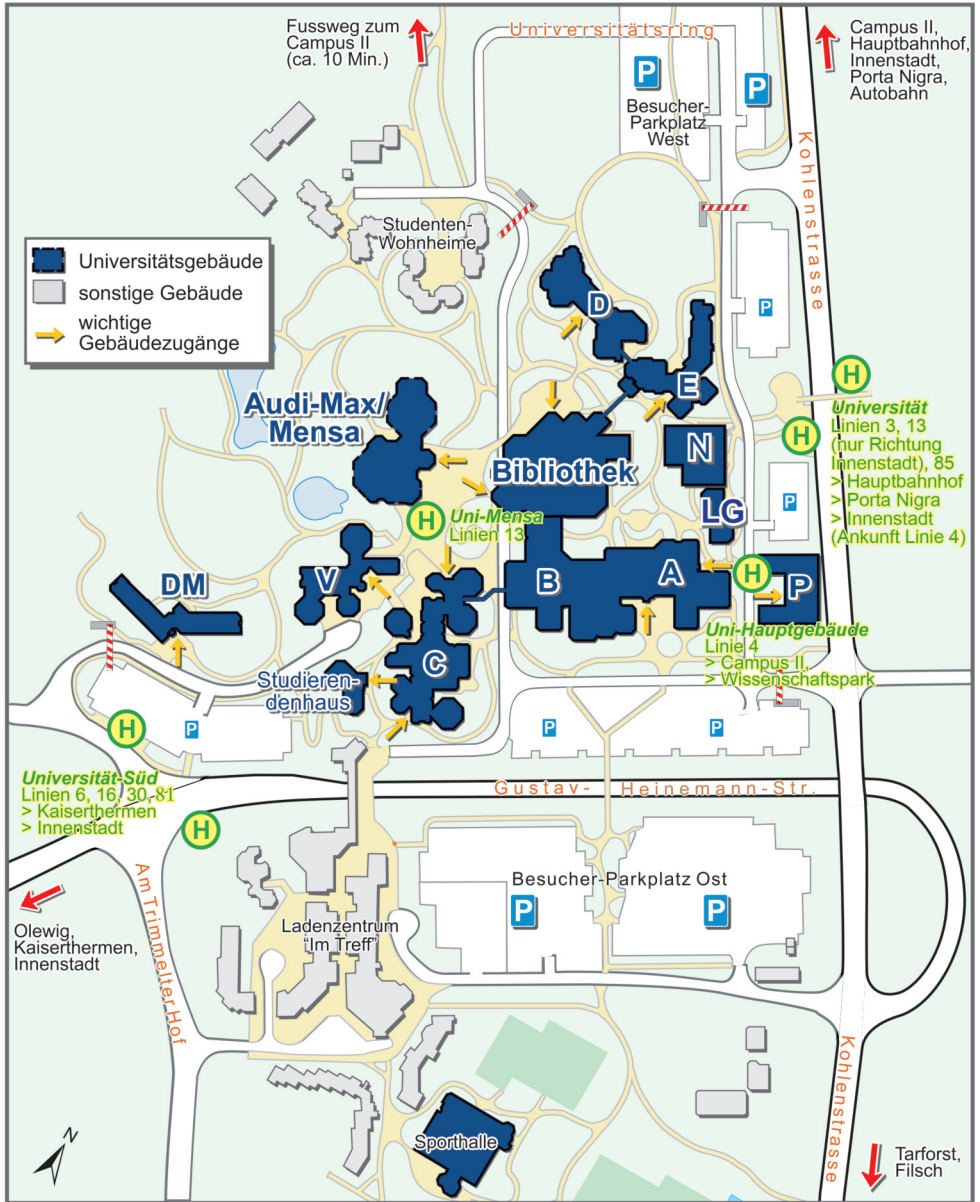 Fussweg zum
Campus II
(ca. 10 Min.)
Universitätsring
Campus II,
Hauptbahnhof,
Innenstadt,
Porta Nigra,
Autobahn
P
P
Besucher-
Parkplatz
West
Kohlenstrasse
Studenten-
Wohnheime
Universitätsgebäude
sonstige Gebäude
wichtige
Gebäudezugänge
D
P
E
H
Audi-Max/
Mensa
Universität
Linien 3, 13
(nur Richtung
Innenstadt), 85
> Hauptbahnhof
> Porta Nigra
> Innenstadt
(Ankunft Linie 4)
H
N
Bibliothek
P
LG
H
Uni-Mensa
Linien 13
DM
V
B
A
H
P
Uni-Hauptgebäude
Linie 4
> Campus II,
> Wissenschaftspark
C
Studieren-
denhaus
H
P
P
P
Universität-Süd
Linien 6, 16, 30, 81
> Kaiserthermen
> Innenstadt
H
Gustav- Heinemann-Str.
Besucher-Parkplatz Ost
P
P
Am Trimmelter Hof
Olewig,
Kaiserthermen,
Innenstadt
Ladenzentrum
"Im Treff"
Kohlenstrasse
Sporthalle
N
Tarforst,
Filsch